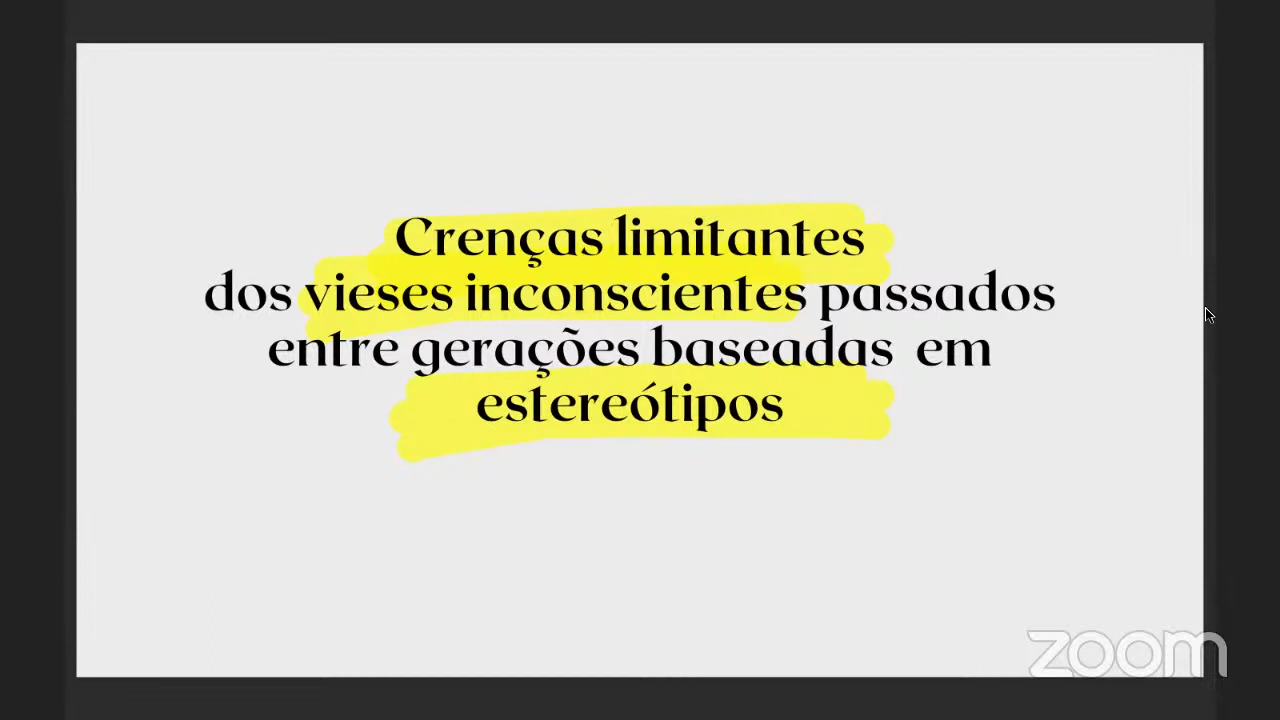 Crenças limitantes
dos vieses inconscientes passados
entre gerações baseadas em
estereótipos
zoom